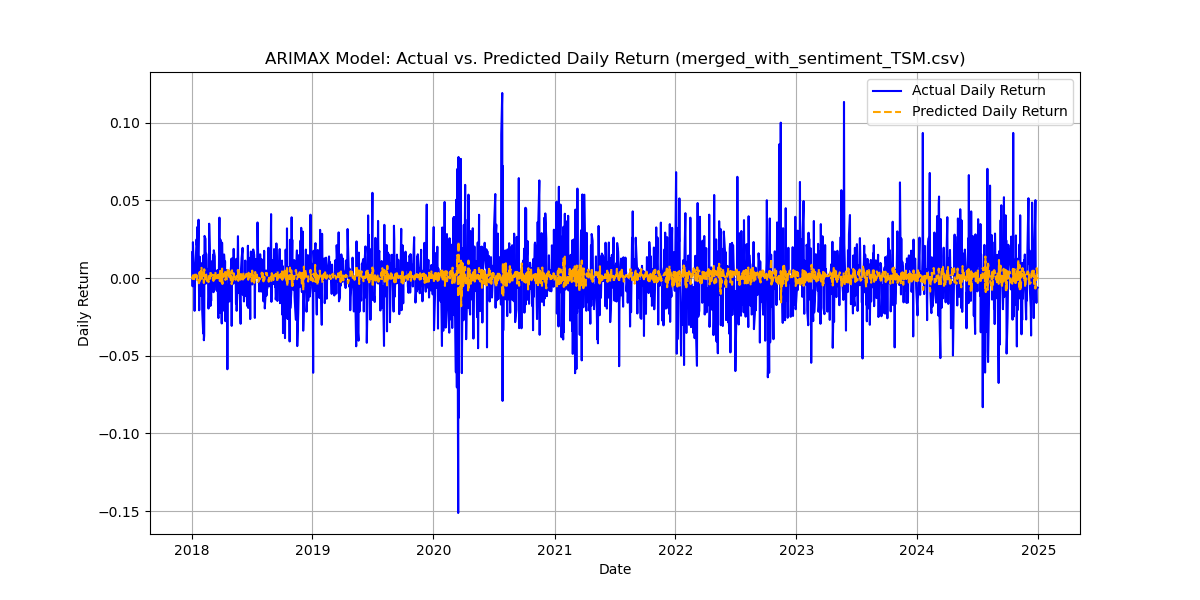 ARIMAX Model: Actual vs. Predicted Daily Return (merged_with_sentiment_TSM.csv)
Actual Daily Return
Predicted Daily Return
Daily Return
0.10
0.05
0.00
−0.05
−0.10
−0.15
2018 2019 2020 2021 2022 2023 2024 2025
Date